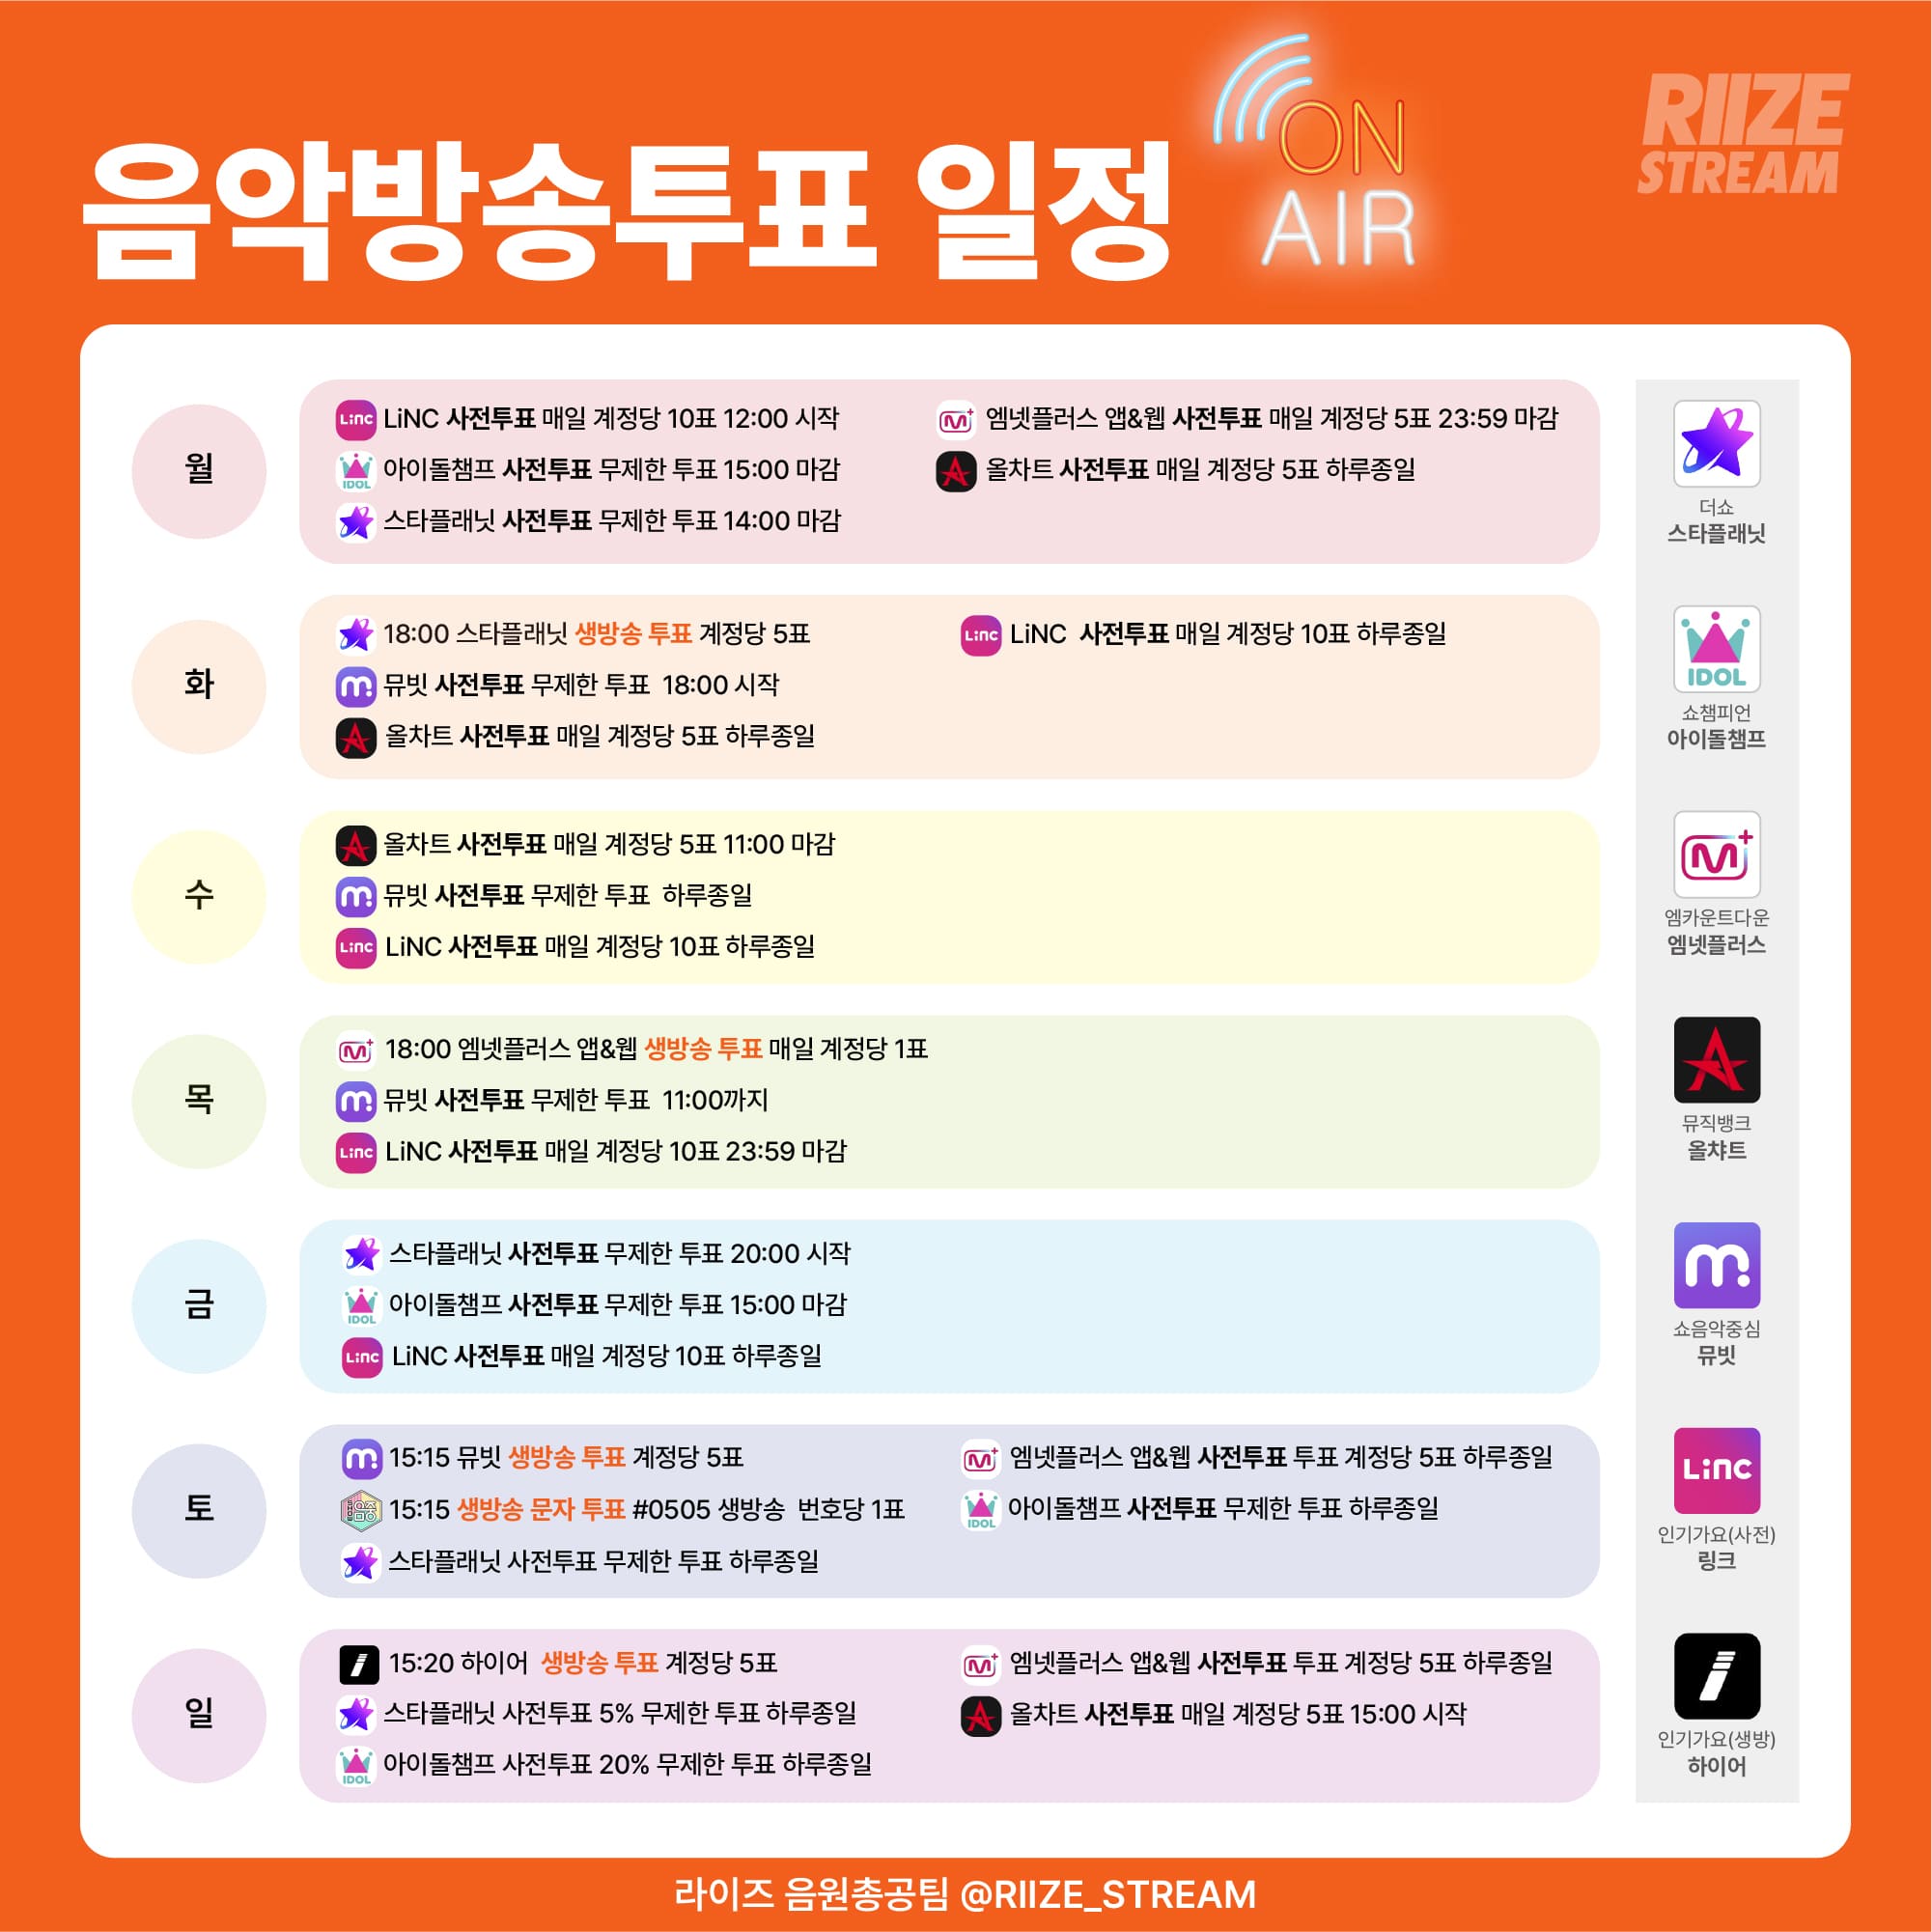 음악방송투표 일정
ON
AIR
RIIZE
STREAM
월
LiNC LiNC 사전투표 매일 계정당 10표 12:00 시작
IDOL 아이돌챔프 사전투표 무제한 투표 15:00 마감
스타플래닛 사전투표 무제한 투표 14:00 마감
M+ 엠넷플러스 앱&웹 사전투표 매일 계정당 5표 23:59 마감
올차트 사전투표 매일 계정당 5표 하루종일
화
18:00 스타플래닛 생방송 투표 계정당 5표
m! 뮤빗 사전투표 무제한 투표 18:00 시작
올차트 사전투표 매일 계정당 5표 하루종일
LiNC LiNC 사전투표 매일 계정당 10표 하루종일
수
올차트 사전투표 매일 계정당 5표 11:00 마감
m! 뮤빗 사전투표 무제한 투표 하루종일
LiNC LiNC 사전투표 매일 계정당 10표 하루종일
목
M+ 18:00 엠넷플러스 앱&웹 생방송 투표 매일 계정당 1표
m! 뮤빗 사전투표 무제한 투표 11:00까지
LiNC LiNC 사전투표 매일 계정당 10표 23:59 마감
금
스타플래닛 사전투표 무제한 투표 20:00 시작
IDOL 아이돌챔프 사전투표 무제한 투표 15:00 마감
LiNC LiNC 사전투표 매일 계정당 10표 하루종일
토
m! 15:15 뮤빗 생방송 투표 계정당 5표
음중 15:15 생방송 문자 투표 #0505 생방송 번호당 1표
스타플래닛 사전투표 무제한 투표 하루종일
M+ 엠넷플러스 앱&웹 사전투표 투표 계정당 5표 하루종일
IDOL 아이돌챔프 사전투표 무제한 투표 하루종일
일
15:20 하이어 생방송 투표 계정당 5표
스타플래닛 사전투표 5% 무제한 투표 하루종일
IDOL 아이돌챔프 사전투표 20% 무제한 투표 하루종일
M+ 엠넷플러스 앱&웹 사전투표 투표 계정당 5표 하루종일
올차트 사전투표 매일 계정당 5표 15:00 시작
더쇼
스타플래닛
IDOL
쇼챔피언
아이돌챔프
M+
엠카운트다운
엠넷플러스
뮤직뱅크
올챠트
m!
쇼음악중심
뮤빗
LiNC
인기가요(사전)
링크
인기가요(생방)
하이어
라이즈 음원총공팀 @RIIZE_STREAM